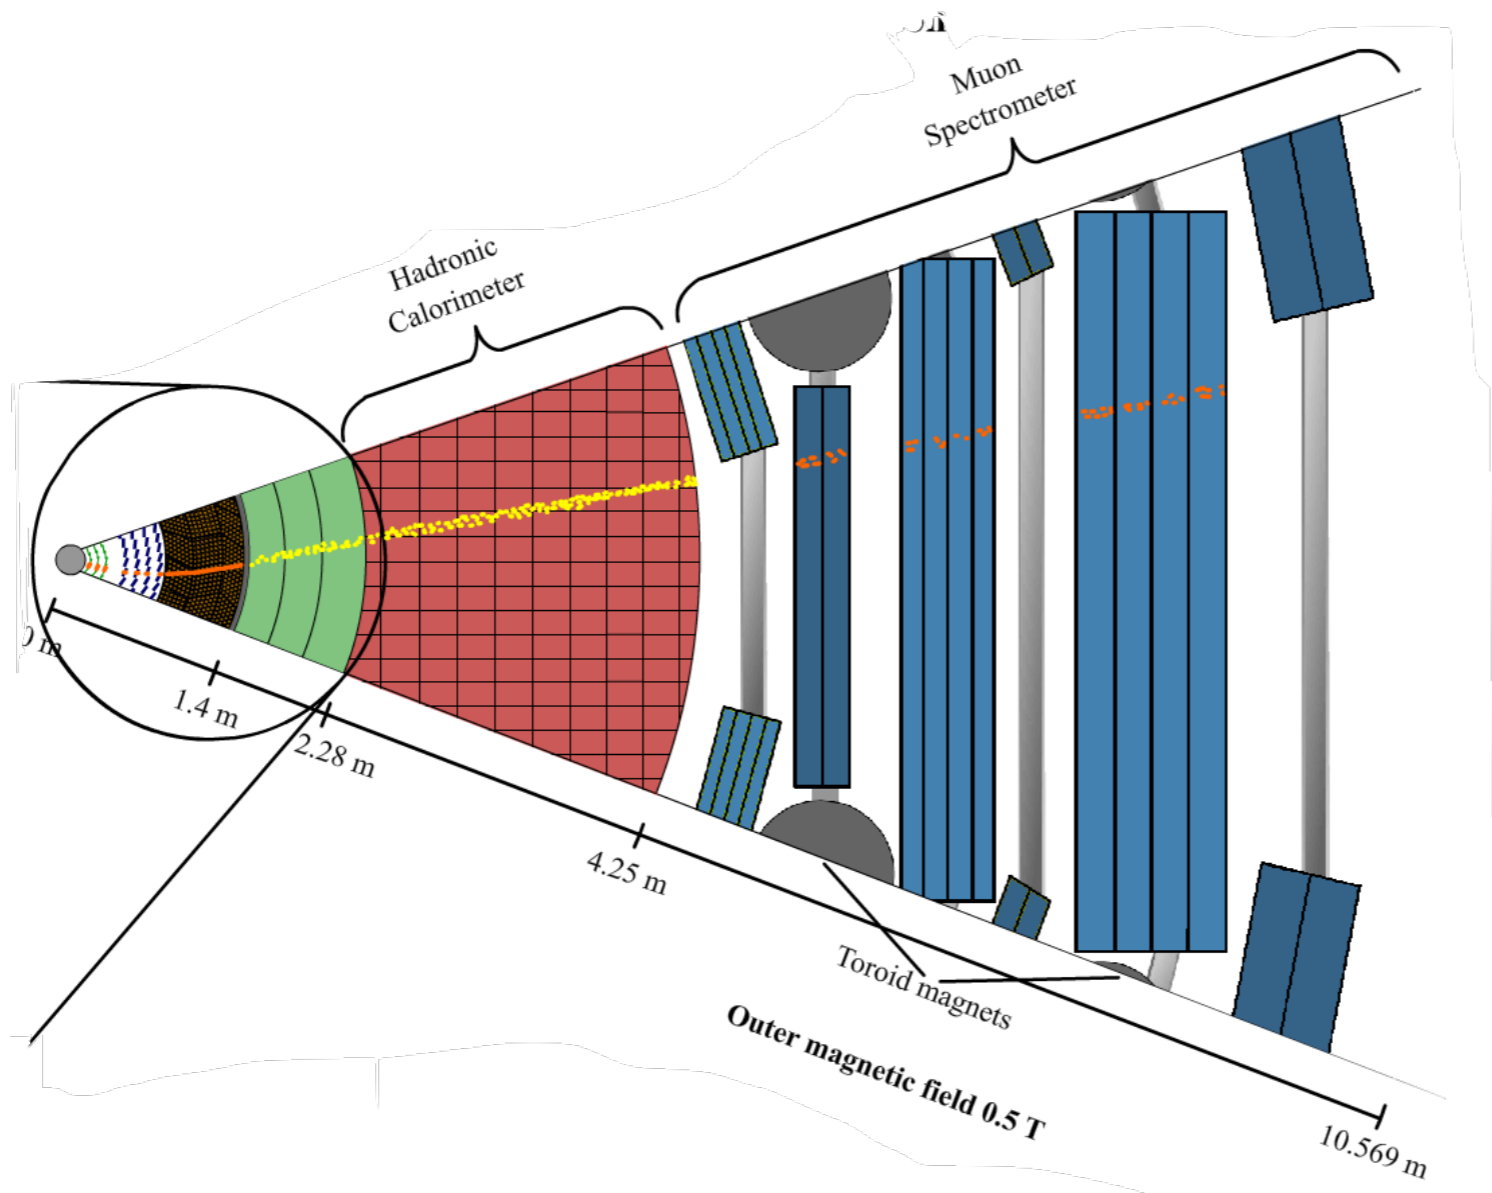 Muon
Spectrometer
Hadronic
Calorimeter
0 m
1.4 m
2.28 m
4.25 m
Toroid magnets
Outer magnetic field 0.5 T
10.569 m